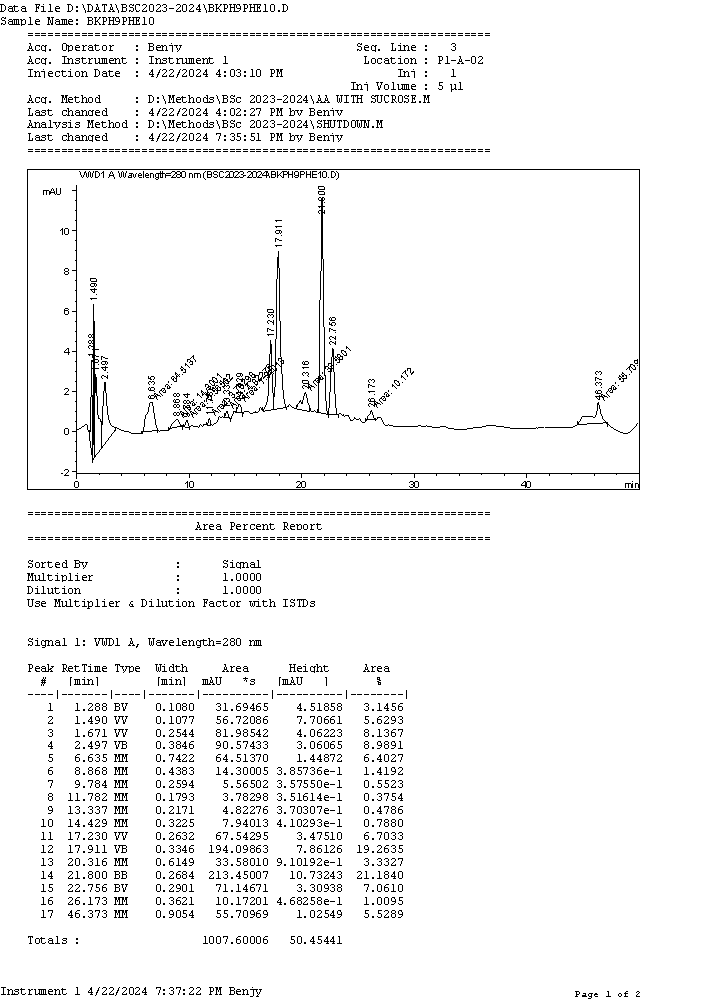 Data File D:\DATA\BSC2023-2024\BKPH9PHE10.D
Sample Name: BKPH9PHE10
=====================================================================
Acq. Operator : Benjy Seq. Line : 3
Acq. Instrument : Instrument 1 Location : P1-A-02
Injection Date : 4/22/2024 4:03:10 PM Inj : 1
Inj Volume : 5 µl
Acq. Method : D:\Methods\BSc 2023-2024\AA WITH SUCROSE.M
Last changed : 4/22/2024 4:02:27 PM by Benjy
Analysis Method : D:\Methods\BSc 2023-2024\SHUTDOWN.M
Last changed : 4/22/2024 7:35:51 PM by Benjy
=====================================================================
VWD1 A, Wavelength=280 nm (BSC2023-2024\BKPH9PHE10.D)
mAU
10
8
6
4
2
0
-2
1.288
1.490
2.497
6.635
Area: 64.5137
8.868
17.230
17.911
20.316
21.800
22.756
26.173
Area: 10.172
46.373
Area: 55.709
0 10 20 30 40 min
=====================================================================
Area Percent Report
=====================================================================
Sorted By : Signal
Multiplier : 1.0000
Dilution : 1.0000
Use Multiplier & Dilution Factor with ISTDs
Signal 1: VWD1 A, Wavelength=280 nm
Peak RetTime Type Width Area Height Area
# [min] [min] mAU *s [mAU ] %
----|-------|----|-------|----------|----------|--------|
1 1.288 BV 0.1080 31.69465 4.51858 3.1456
2 1.490 VV 0.1077 56.72086 7.70661 5.6293
3 1.671 VV 0.2544 81.98542 4.06223 8.1367
4 2.497 VB 0.3846 90.57433 3.06065 8.9891
5 6.635 MM 0.7422 64.51370 1.44872 6.4027
6 8.868 MM 0.4383 14.30005 3.85736e-1 1.4192
7 9.784 MM 0.2594 5.56502 3.57550e-1 0.5523
8 11.782 MM 0.1793 3.78298 3.51614e-1 0.3754
9 13.337 MM 0.2171 4.82276 3.70307e-1 0.4786
10 14.429 MM 0.3225 7.94013 4.10293e-1 0.7880
11 17.230 VV 0.2632 67.54295 3.47510 6.7033
12 17.911 VB 0.3346 194.09863 7.86126 19.2635
13 20.316 MM 0.6149 33.58010 9.10192e-1 3.3327
14 21.800 BB 0.2684 213.45007 10.73243 21.1840
15 22.756 BV 0.2901 71.14671 3.30938 7.0610
16 26.173 MM 0.3621 10.17201 4.68258e-1 1.0095
17 46.373 MM 0.9054 55.70969 1.02549 5.5289
Totals : 1007.60006 50.45441
Instrument 1 4/22/2024 7:37:22 PM Benjy Page 1 of 2